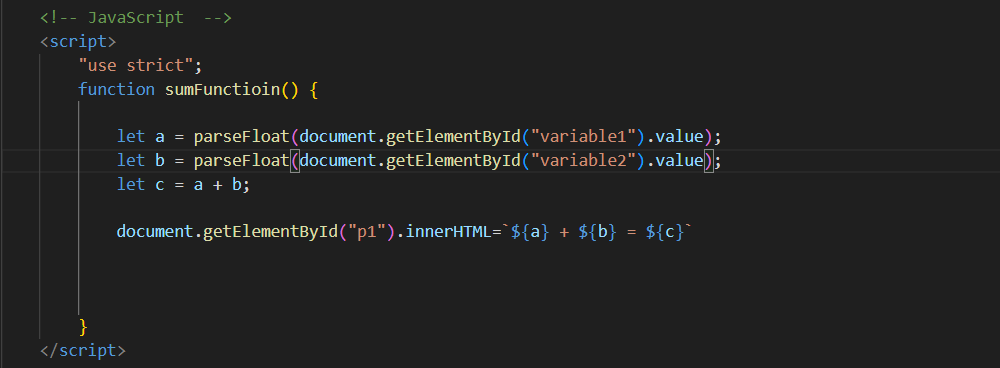 <!-- JavaScript  -->
<script>
"use strict";
function sumFunctioin() {
let a = parseFloat(document.getElementById("variable1").value);
let b = parseFloat(document.getElementById("variable2").value);
let c = a + b;
document.getElementById("p1").innerHTML=`${a} + ${b} = ${c}`
}
</script>